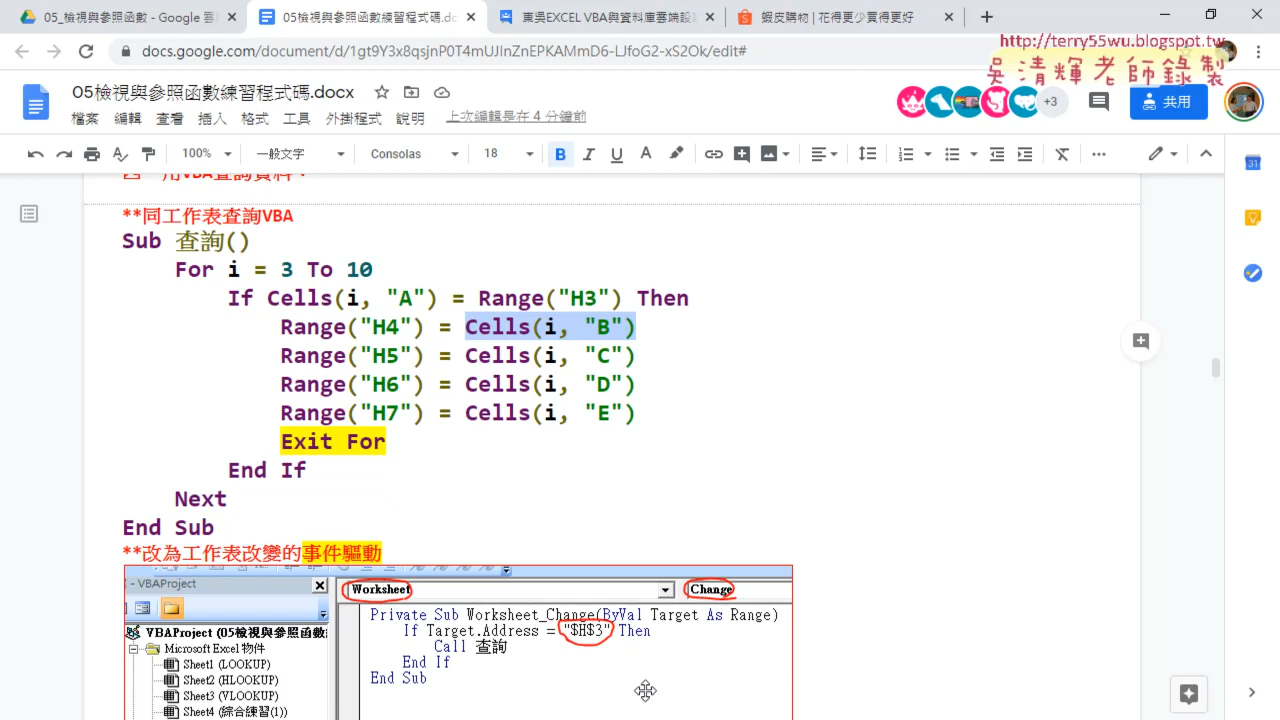 05_檢視與參照函數 - Google 雲
05檢視與參照函數練習程式碼.dc
東吳EXCEL VBA與資料庫雲端設
蝦皮購物 | 花得更少買得更好
docs.google.com/document/d/1gt9Y3x8qsjnP0T4mUJInZnEPKAMmD6-LJfoG2-xS2Ok/edit#
http://terry55wu.blogspot.tw
吳清輝老師錄製
05檢視與參照函數練習程式碼.docx
+3
共用
檔案 編輯 查看 插入 格式 工具 外掛程式 說明 上次編輯是在 4 分鐘前
100% 一般文字 Consolas 18 B I U A
四、用VBA查詢資料：
**同工作表查詢VBA
Sub 查詢()
For i = 3 To 10
If Cells(i, "A") = Range("H3") Then
Range("H4") = Cells(i, "B")
Range("H5") = Cells(i, "C")
Range("H6") = Cells(i, "D")
Range("H7") = Cells(i, "E")
Exit For
End If
Next
End Sub
**改為工作表改變的事件驅動
- VBAProject
Worksheet Change
Private Sub Worksheet_Change(ByVal Target As Range)
If Target.Address = "$H$3" Then
Call 查詢
End If
End Sub
VBAProject (05檢視與參照函數
Microsoft Excel 物件
Sheet1 (LOOKUP)
Sheet2 (HLOOKUP)
Sheet3 (VLOOKUP)
Sheet4 (綜合練習(1))
31